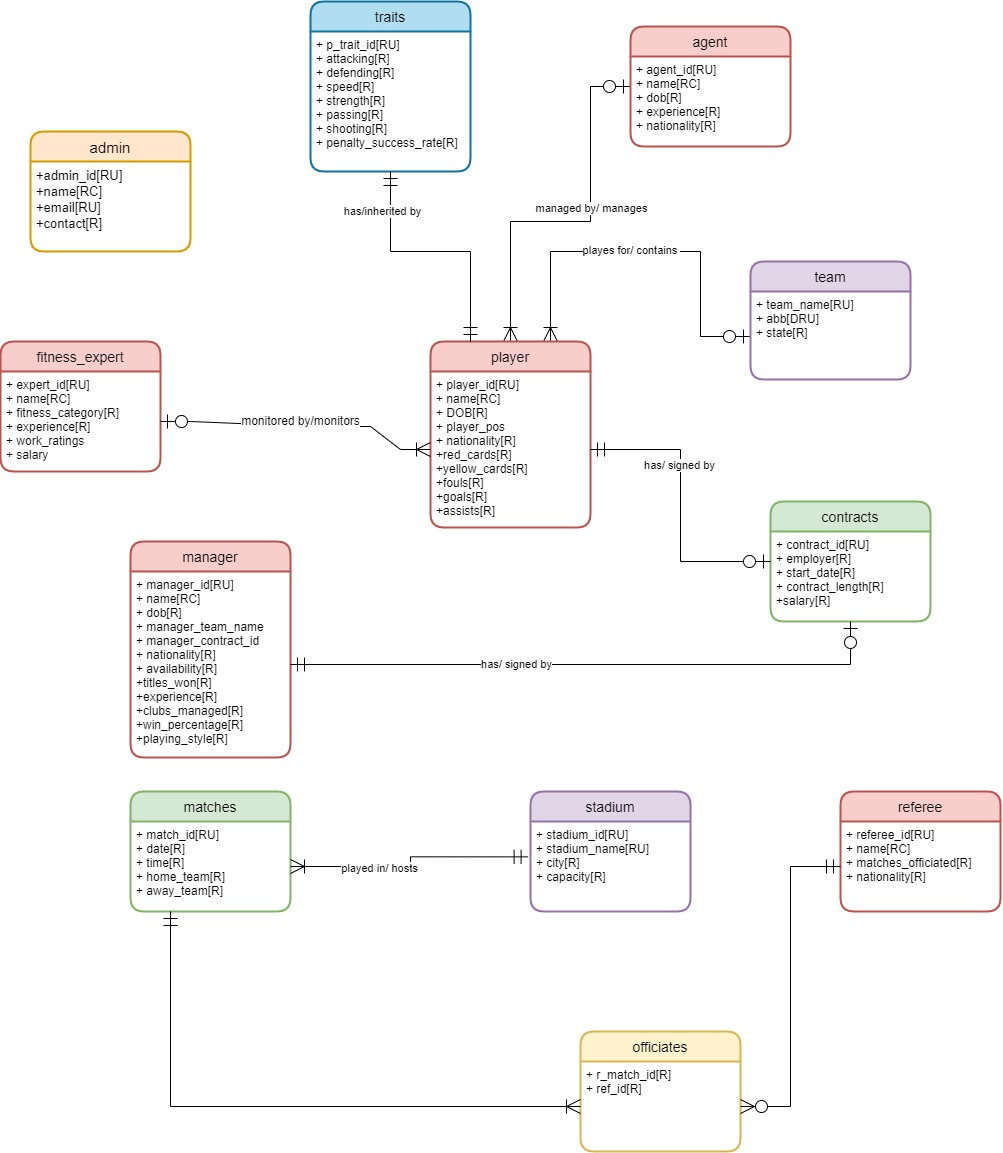 traits
+ p_trait_id[RU]
+ attacking[R]
+ defending[R]
+ speed[R]
+ strength[R]
+ passing[R]
+ shooting[R]
+ penalty_success_rate[R]
agent
+ agent_id[RU]
+ name[RC]
+ dob[R]
+ experience[R]
+ nationality[R]
admin
+admin_id[RU]
+name[RC]
+email[RU]
+contact[R]
has/inherited by
managed by/ manages
playes for/ contains
team
+ team_name[RU]
+ abb[DRU]
+ state[R]
fitness_expert
+ expert_id[RU]
+ name[RC]
+ fitness_category[R]
+ experience[R]
+ work_ratings
+ salary
monitored by/monitors
player
+ player_id[RU]
+ name[RC]
+ DOB[R]
+ player_pos
+ nationality[R]
+red_cards[R]
+yellow_cards[R]
+fouls[R]
+goals[R]
+assists[R]
has/ signed by
contracts
+ contract_id[RU]
+ employer[R]
+ start_date[R]
+ contract_length[R]
+salary[R]
manager
+ manager_id[RU]
+ name[RC]
+ dob[R]
+ manager_team_name
+ manager_contract_id
+ nationality[R]
+ availability[R]
+titles_won[R]
+experience[R]
+clubs_managed[R]
+win_percentage[R]
+playing_style[R]
has/ signed by
matches
+ match_id[RU]
+ date[R]
+ time[R]
+ home_team[R]
+ away_team[R]
played in/ hosts
stadium
+ stadium_id[RU]
+ stadium_name[RU]
+ city[R]
+ capacity[R]
referee
+ referee_id[RU]
+ name[RC]
+ matches_officiated[R]
+ nationality[R]
officiates
+ r_match_id[R]
+ ref_id[R]